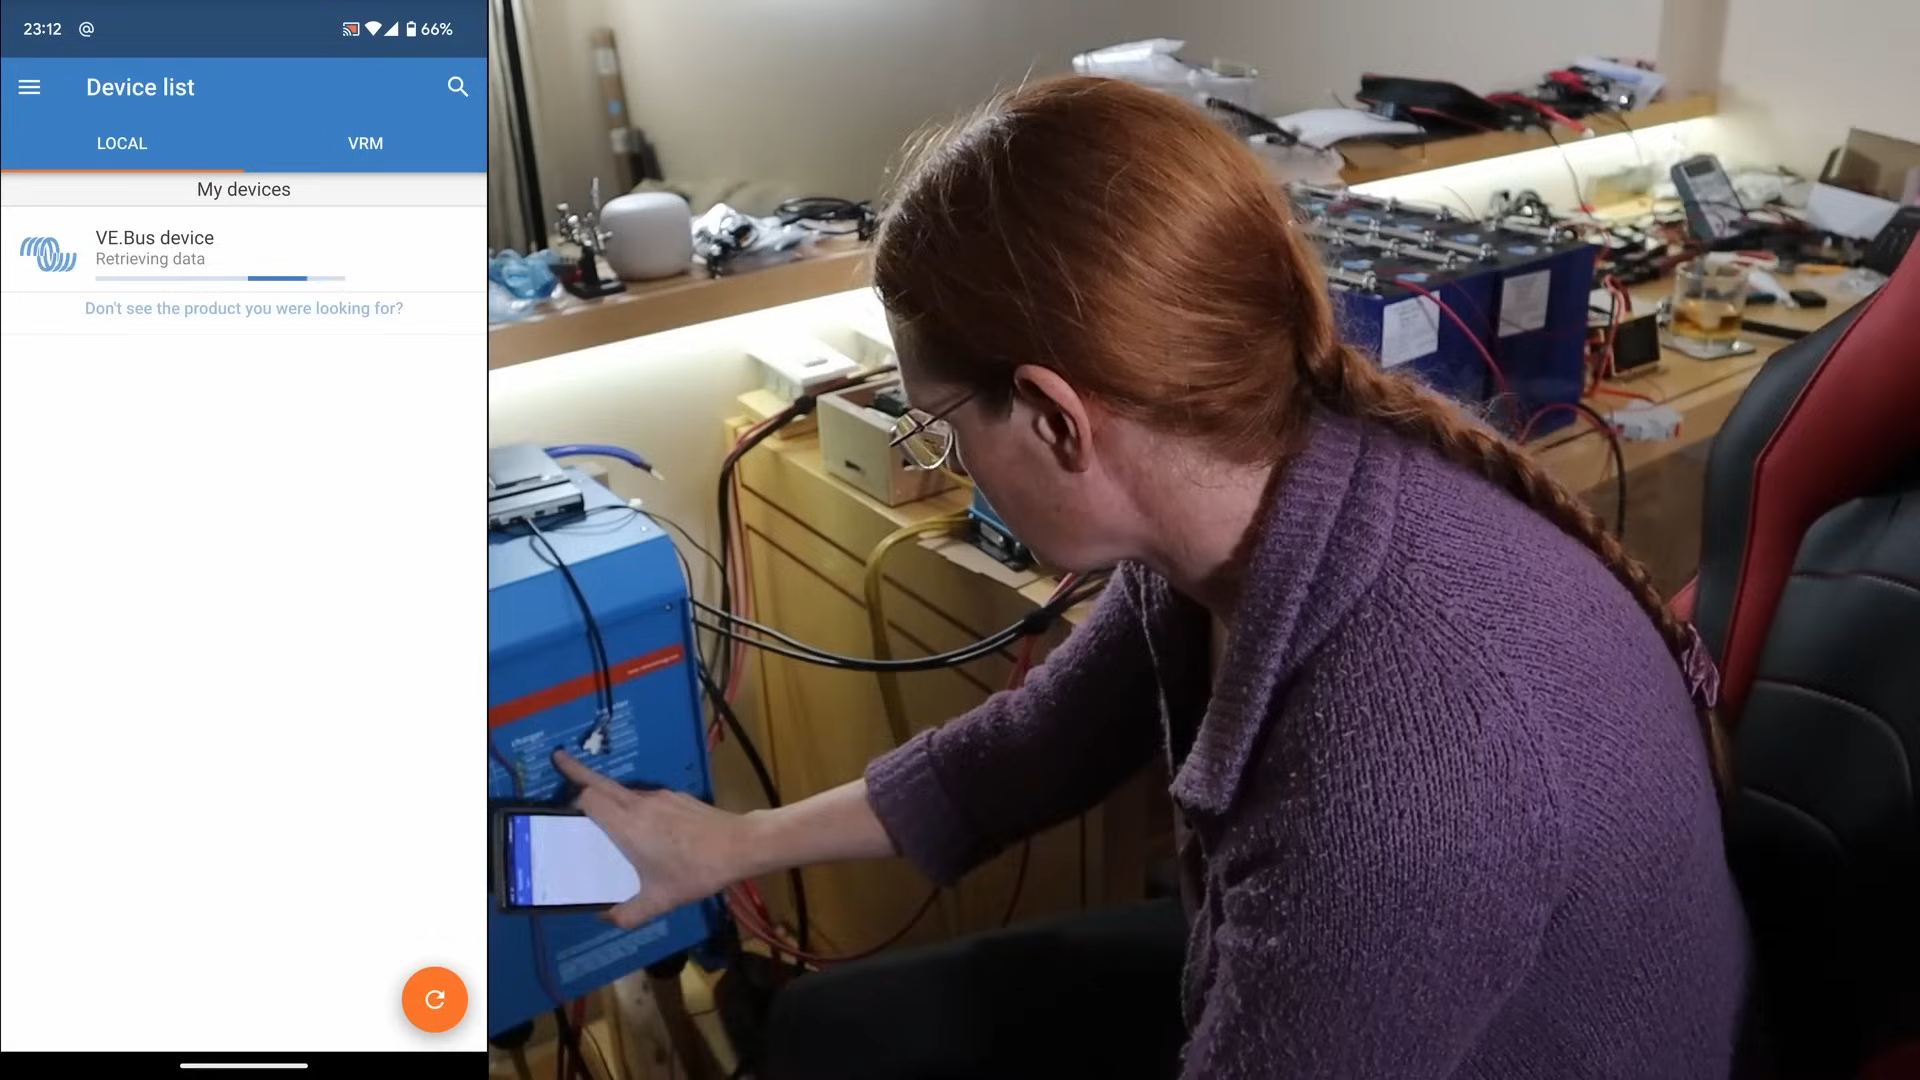 23:12 @ 66%
Device list
LOCAL VRM
My devices
VE.Bus device
Retrieving data
Don't see the product you were looking for?
charger